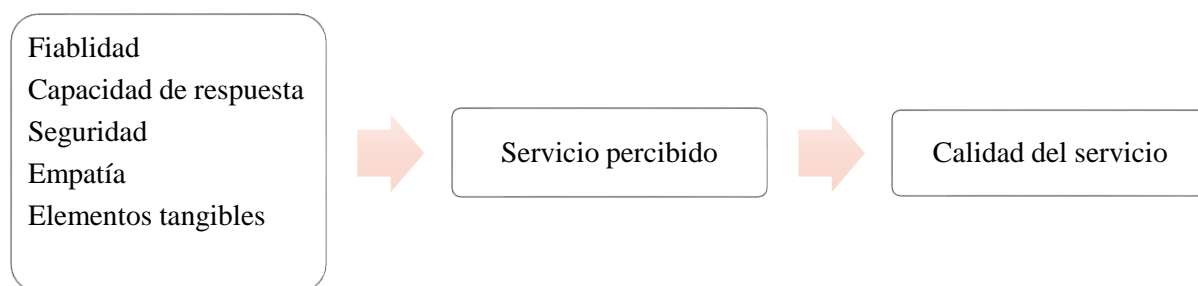 Fiablidad
Capacidad de respuesta
Seguridad
Empatía
Elementos tangibles
Servicio percibido
Calidad del servicio